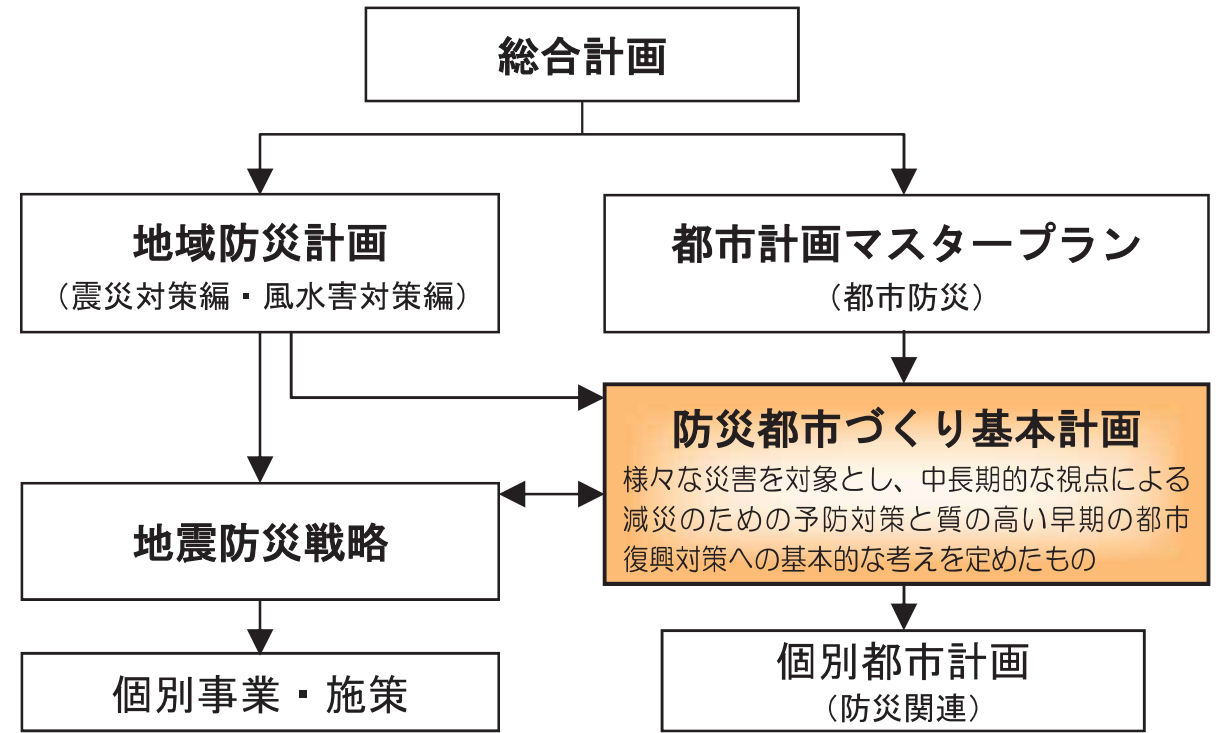 総合計画
地域防災計画
（震災対策編・風水害対策編）
都市計画マスタープラン
（都市防災）
防災都市づくり基本計画
様々な災害を対象とし、中長期的な視点による
減災のための予防対策と質の高い早期の都市
復興対策への基本的な考えを定めたもの
地震防災戦略
個別事業・施策
個別都市計画
（防災関連）